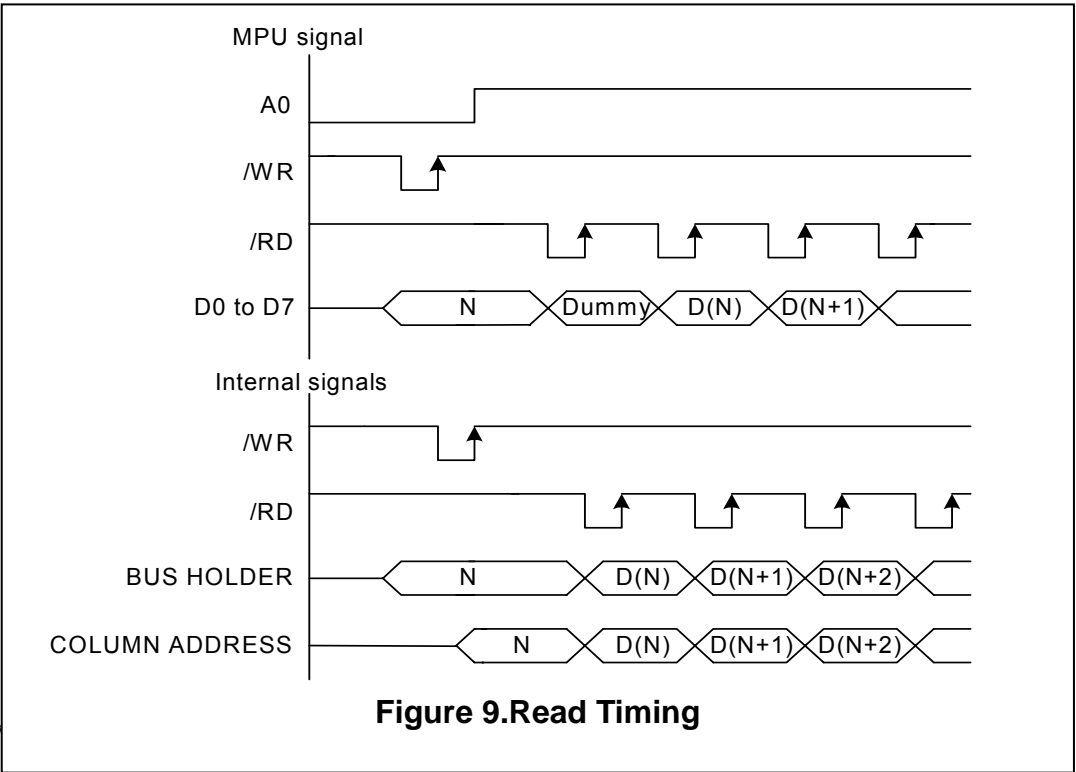 MPU signal
A0
/WR
/RD
D0 to D7 N Dummy D(N) D(N+1)
Internal signals
/WR
/RD
BUS HOLDER N D(N) D(N+1) D(N+2)
COLUMN ADDRESS N D(N) D(N+1) D(N+2)
Figure 9.Read Timing